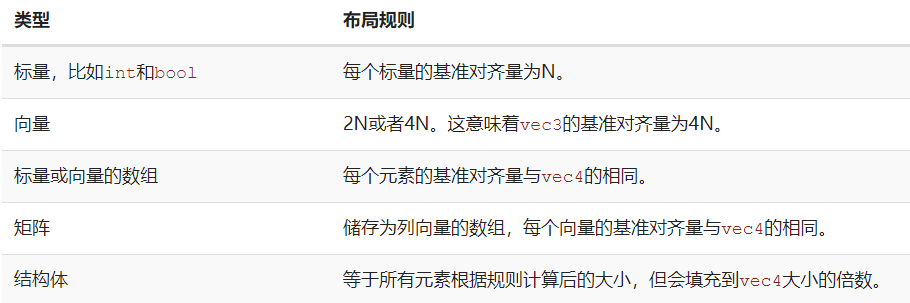 类型 布局规则
标量，比如int和bool 每个标量的基准对齐量为N。
向量 2N或者4N。这意味着vec3的基准对齐量为4N。
标量或向量的数组 每个元素的基准对齐量与vec4的相同。
矩阵 储存为列向量的数组，每个向量的基准对齐量与vec4的相同。
结构体 等于所有元素根据规则计算后的大小，但会填充到vec4大小的倍数。